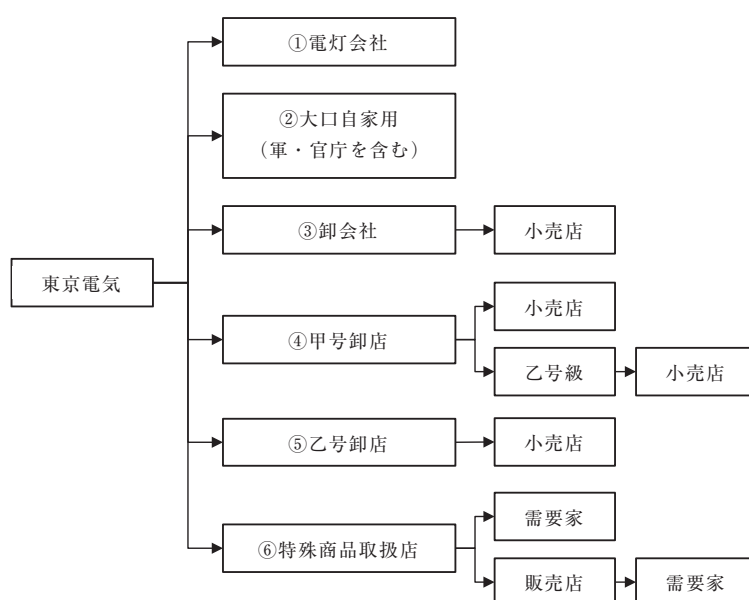 ①電灯会社
②大口自家用
（軍・官庁を含む）
③卸会社
小売店
東京電気
小売店
④甲号卸店
乙号級
小売店
⑤乙号卸店
小売店
需要家
⑥特殊商品取扱店
販売店
需要家